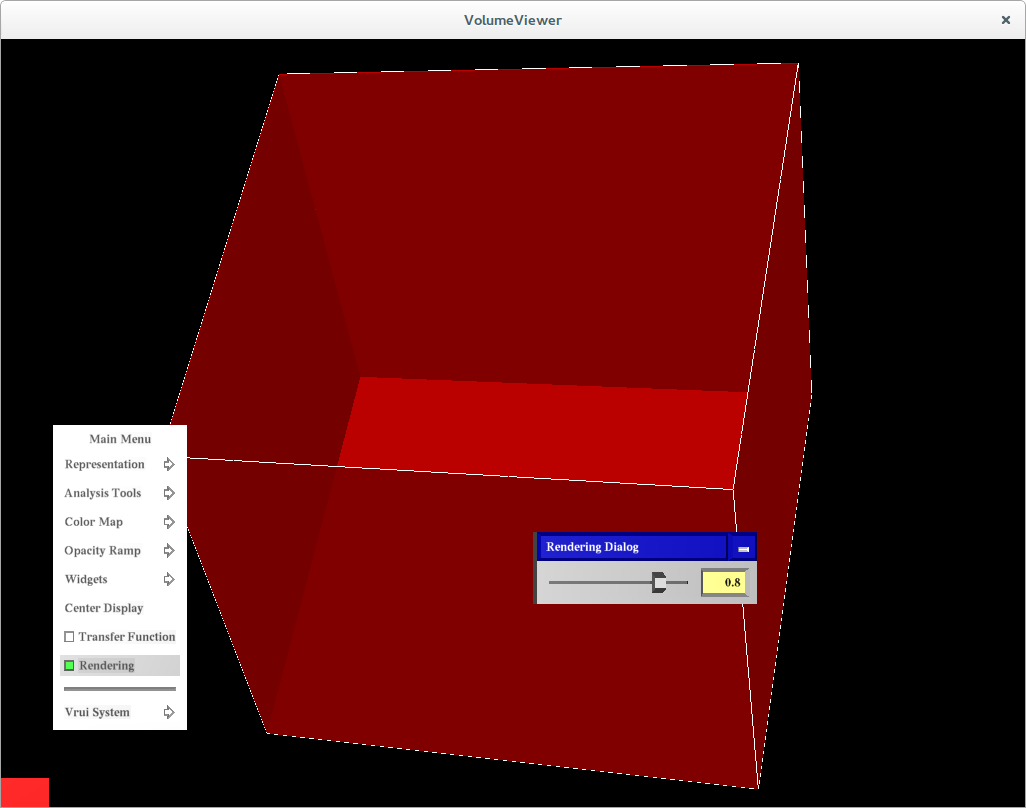 VolumeViewer
Main Menu
Representation
Analysis Tools
Color Map
Opacity Ramp
Widgets
Center Display
Transfer Function
Rendering
Vrui System
Rendering Dialog
0.8